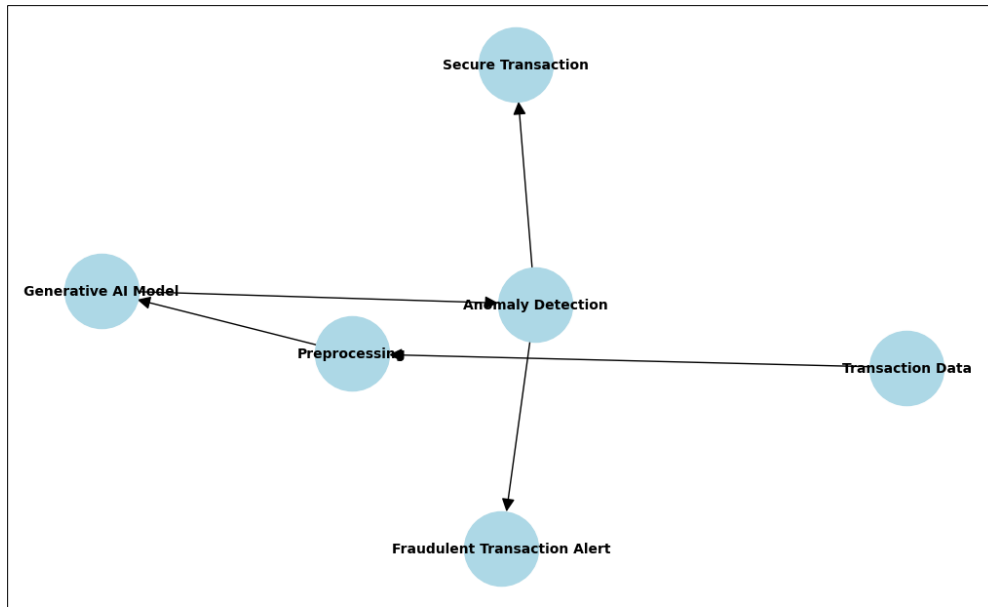 Secure Transaction
Generative AI Model
Anomaly Detection
Preprocessing
Transaction Data
Fraudulent Transaction Alert